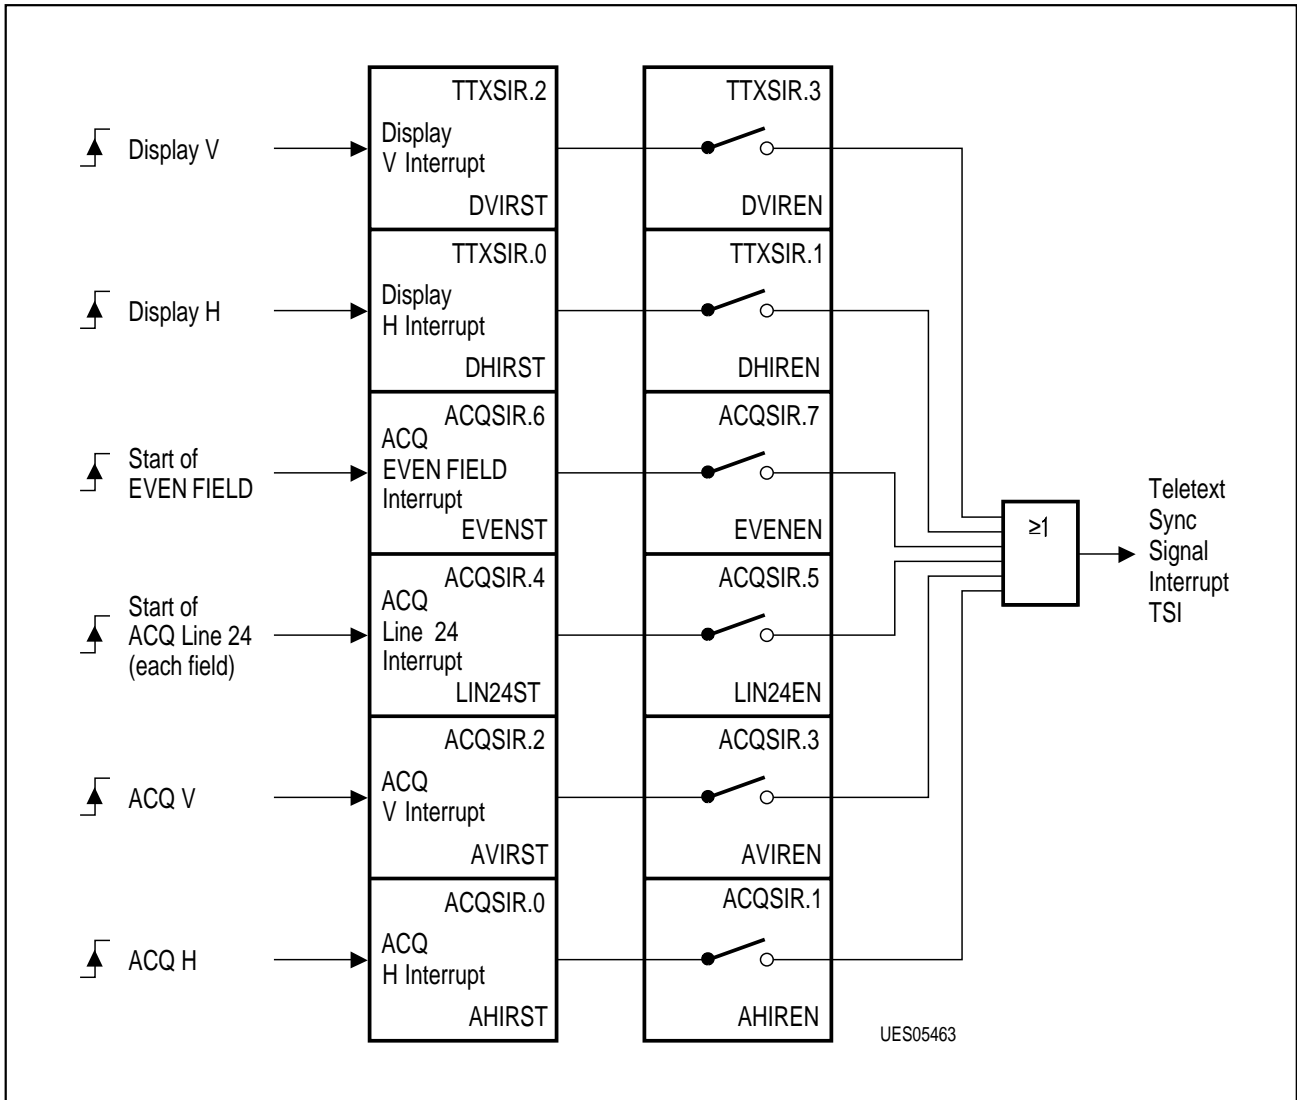 TTXSIR.2
TTXSIR.3
Display V
Display
V Interrupt
DVIRST
DVIREN
TTXSIR.0
TTXSIR.1
Display H
Display
H Interrupt
DHIRST
DHIREN
ACQSIR.6
ACQSIR.7
Start of
EVEN FIELD
ACQ
EVEN FIELD
Interrupt
EVENST
EVENEN
≥1
Teletext
Sync
Signal
Interrupt
TSI
ACQSIR.4
ACQSIR.5
Start of
ACQ Line 24
(each field)
ACQ
Line 24
Interrupt
LIN24ST
LIN24EN
ACQSIR.2
ACQSIR.3
ACQ V
ACQ
V Interrupt
AVIRST
AVIREN
ACQSIR.0
ACQSIR.1
ACQ H
ACQ
H Interrupt
AHIRST
AHIREN
UES05463